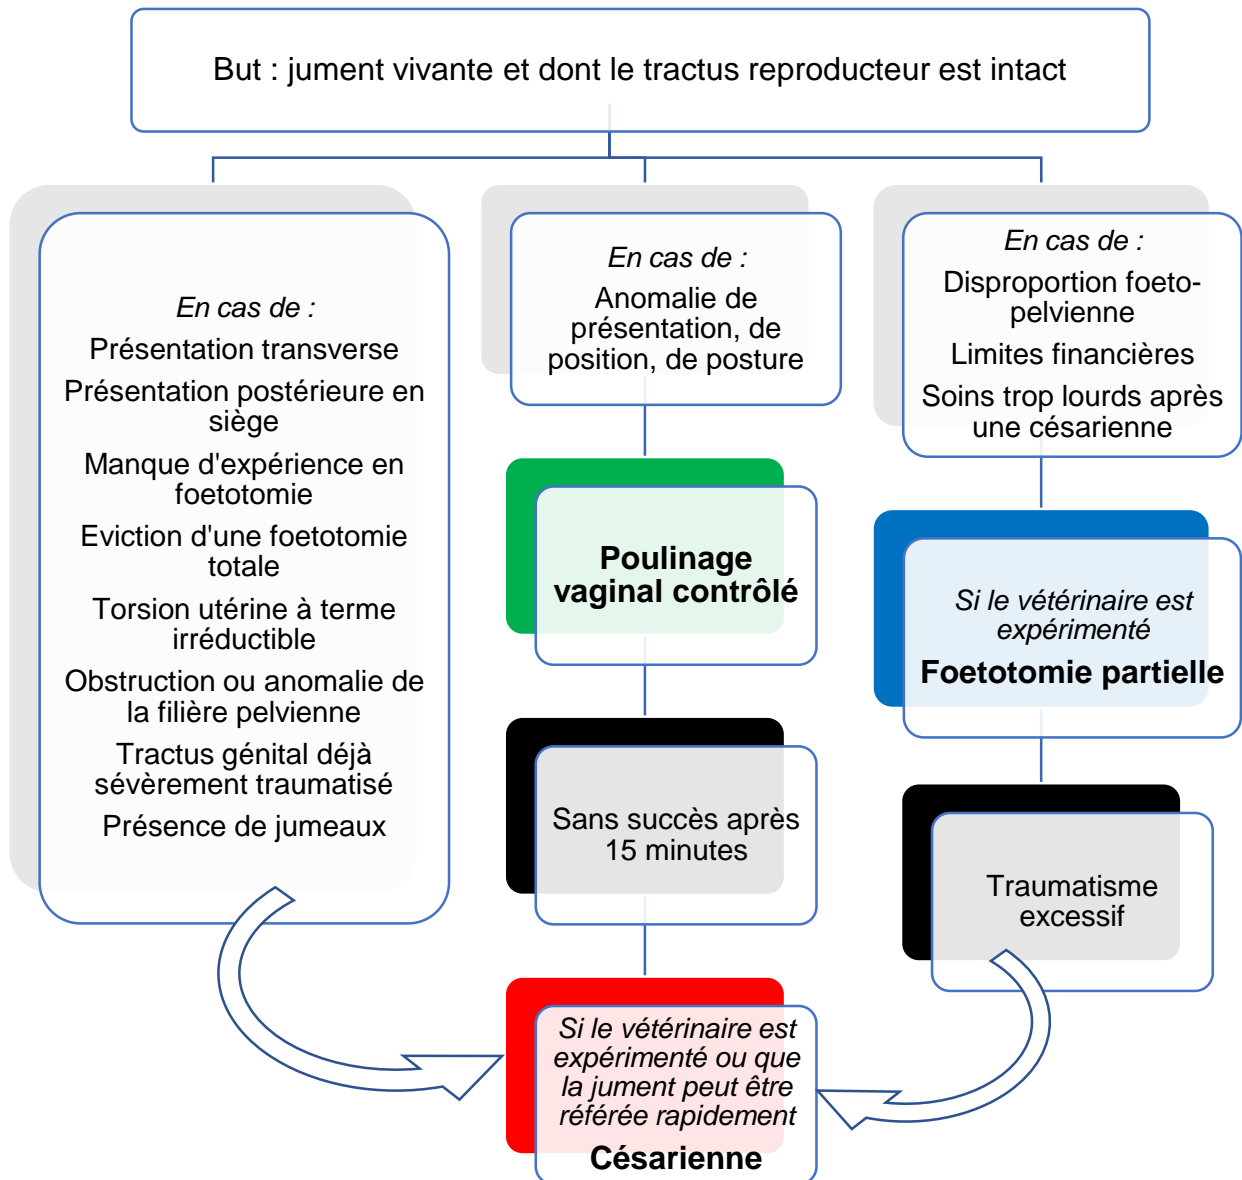 But : jument vivante et dont le tractus reproducteur est intact
En cas de :
Présentation transverse
Présentation postérieure en
siège
Manque d'expérience en
foetotomie
Eviction d'une foetotomie
totale
Torsion utérine à terme
irréductible
Obstruction ou anomalie de
la filière pelvienne
Tractus génital déjà
sévèrement traumatisé
Présence de jumeaux
En cas de :
Anomalie de
présentation, de
position, de posture
Poulinage
vaginal contrôlé
Sans succès après
15 minutes
En cas de :
Disproportion foeto-
pelvienne
Limites financières
Soins trop lourds après
une césarienne
Si le vétérinaire est
expérimenté
Foetotomie partielle
Traumatisme
excessif
Si le vétérinaire est
expérimenté ou que
la jument peut être
référée rapidement
Césarienne